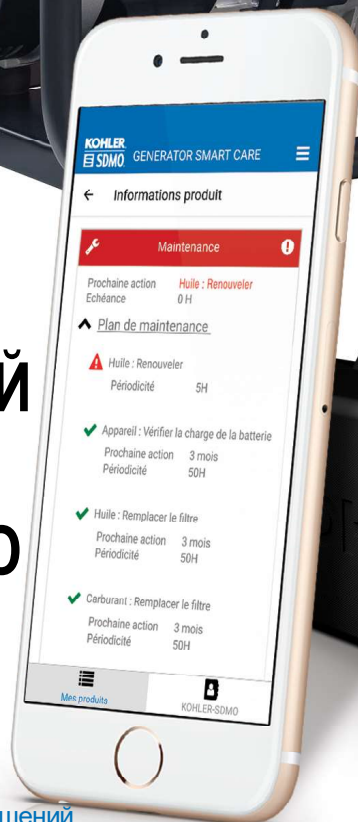 KOHLER
SDMO GENERATOR SMART CARE
Informations produit
Maintenance
Prochaine action Huile : Renouveler
Echéance 0 H
Plan de maintenance
Huile : Renouveler
Périodicité 5H
Appareil : Vérifier la charge de la batterie
Prochaine action 3 mois
Périodicité 50H
Huile : Remplacer le filtre
Prochaine action 3 mois
Périodicité 50H
Carburant : Remplacer le filtre
Prochaine action 3 mois
Périodicité 50H
Mes produits
KOHLER-SDMO
Й
О
шений